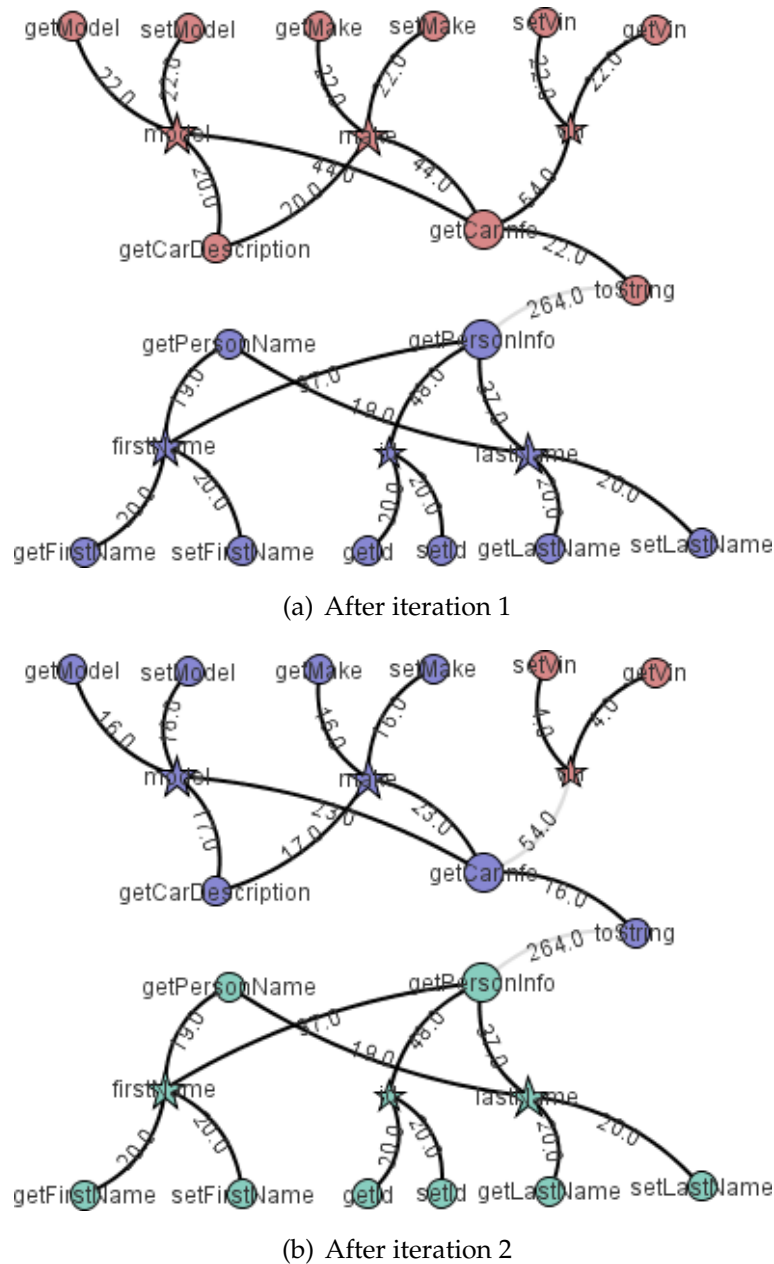 getModel setModel getMake setMake setVin getVin
22.0 22.0 22.0 22.0 22.0 22.0
model make vin
20.0 20.0 44.0 44.0 54.0
getCarDescription getCarInfo
22.0
toString
264.0
getPersonName getPersonInfo
19.0 37.0 48.0 37.0
19.0
firstName id lastName
20.0 20.0 20.0 20.0 20.0 20.0
getFirstName setFirstName getId setId getLastName setLastName
(a) After iteration 1
getModel setModel getMake setMake setVin getVin
16.0 16.0 16.0 16.0 4.0 4.0
model make vin
17.0 17.0 23.0 23.0 54.0
getCarDescription getCarInfo
16.0
toString
264.0
getPersonName getPersonInfo
19.0 37.0 48.0 37.0
19.0
firstName id lastName
20.0 20.0 20.0 20.0 20.0 20.0
getFirstName setFirstName getId setId getLastName setLastName
(b) After iteration 2